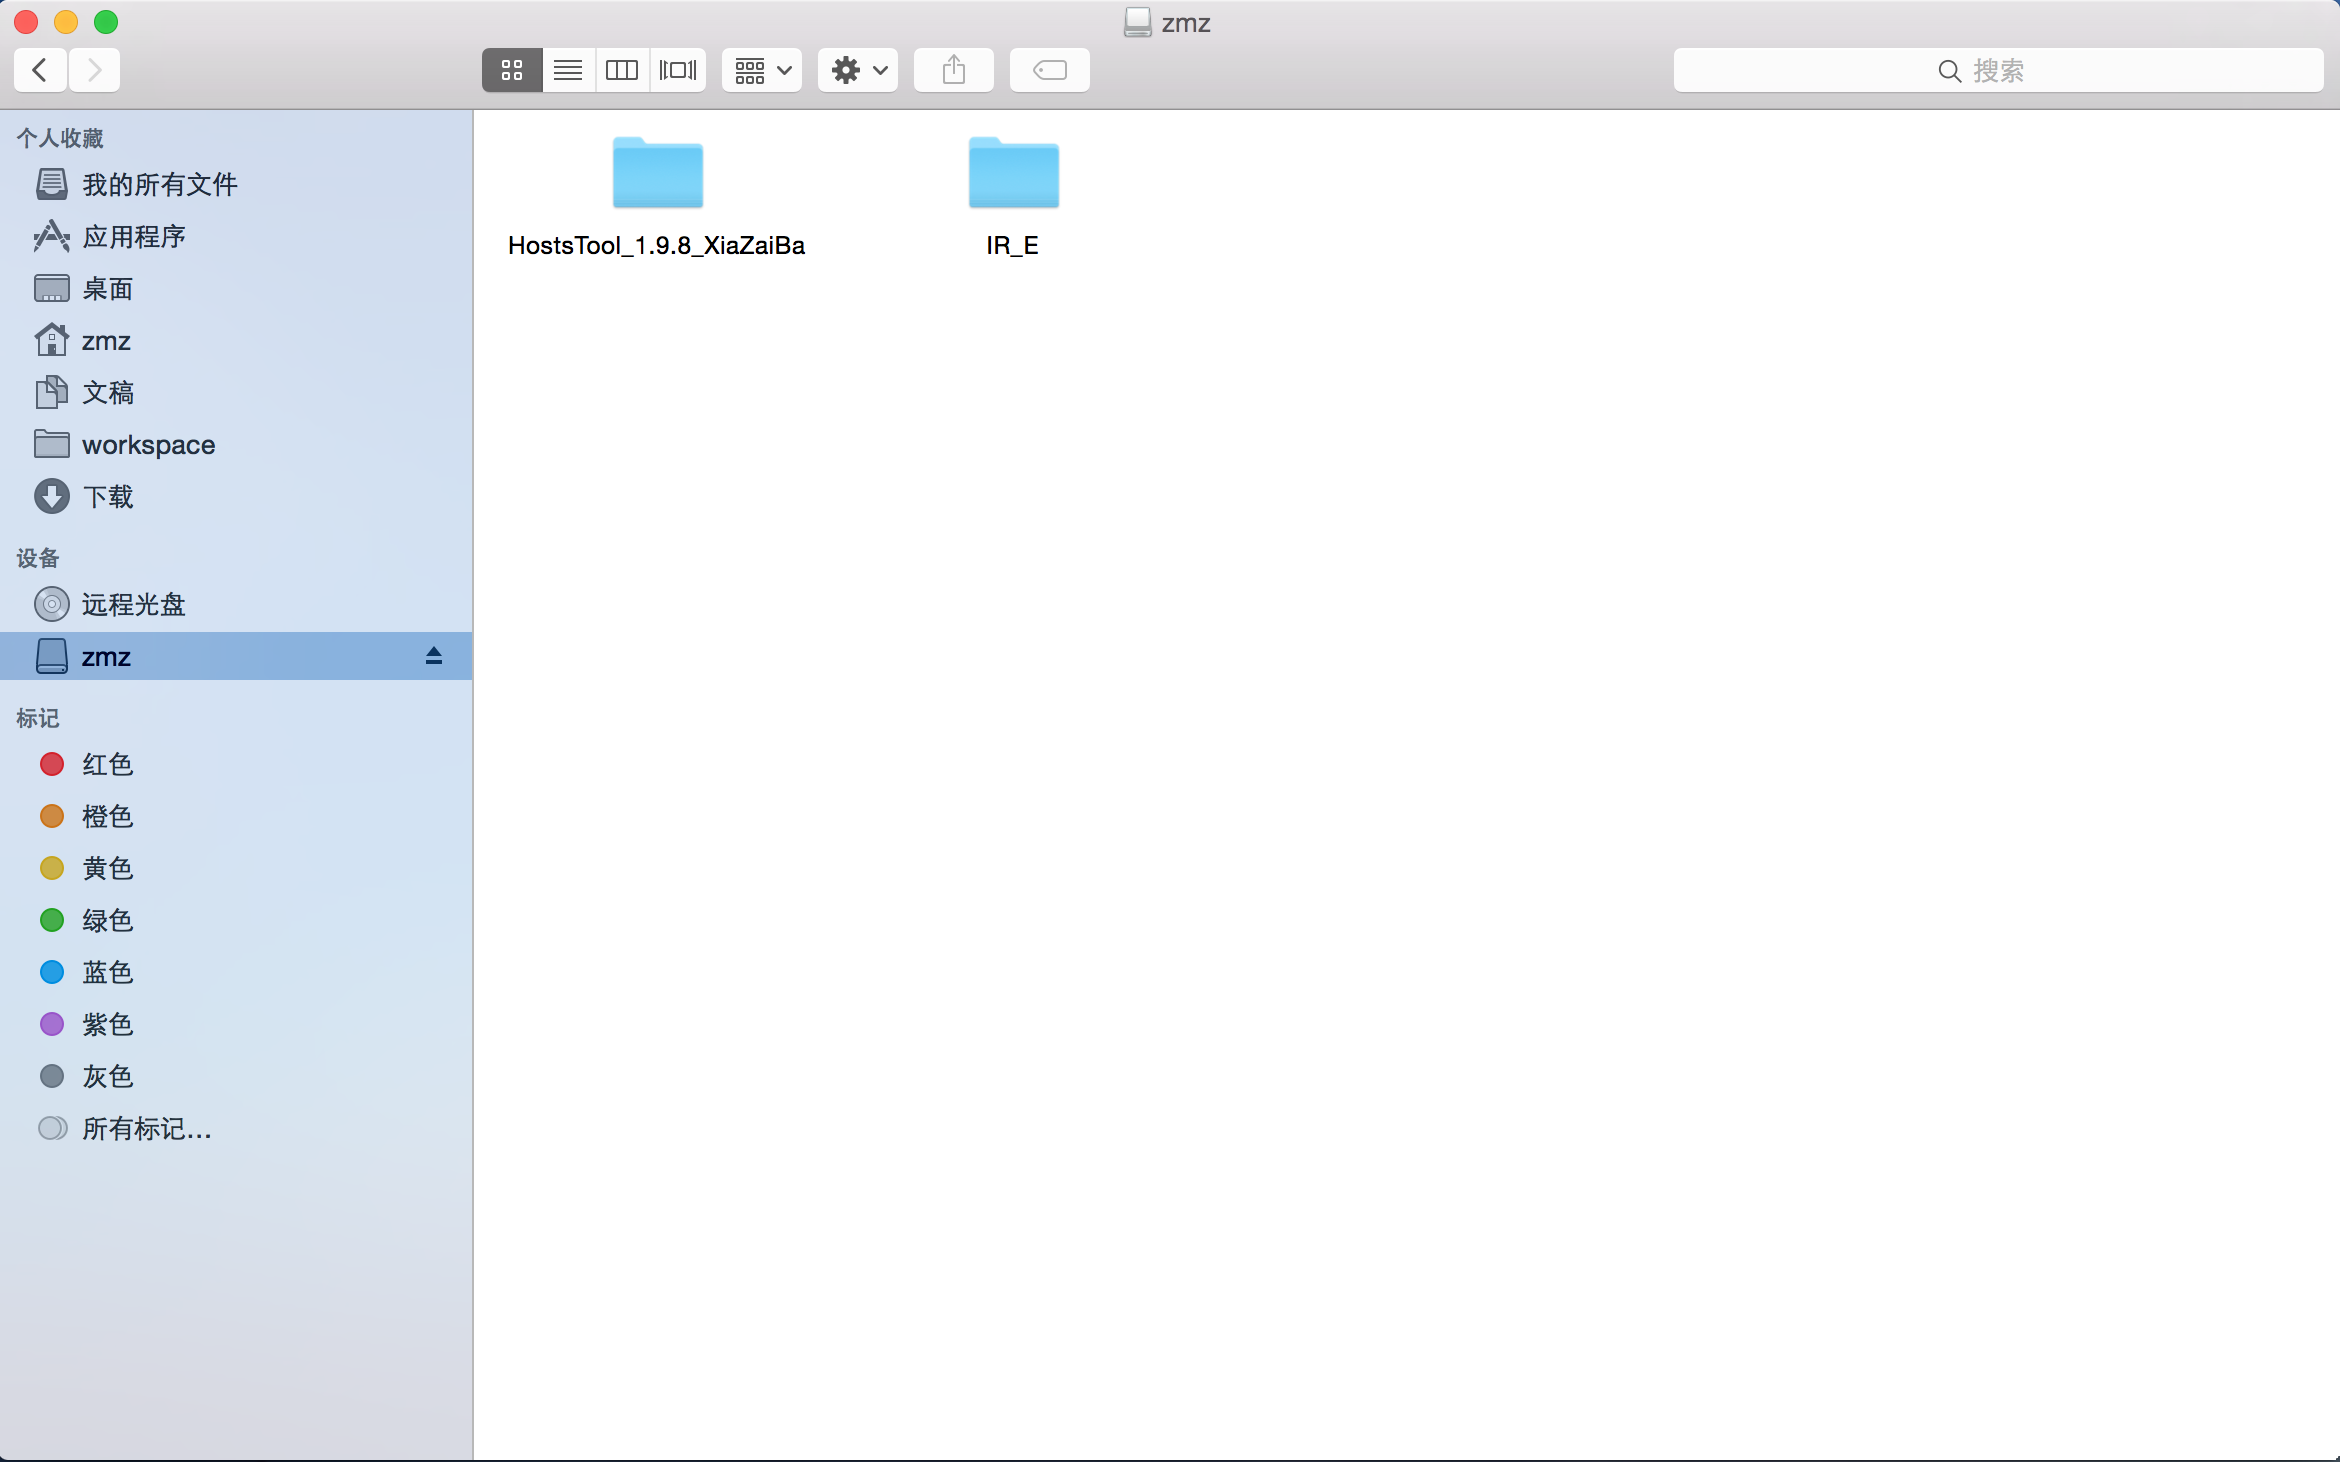 zmz
搜索
个人收藏
我的所有文件
应用程序
桌面
zmz
文稿
workspace
下载
设备
远程光盘
zmz
标记
红色
橙色
黄色
绿色
蓝色
紫色
灰色
所有标记...
HostsTool_1.9.8_XiaZaiBa
IR_E